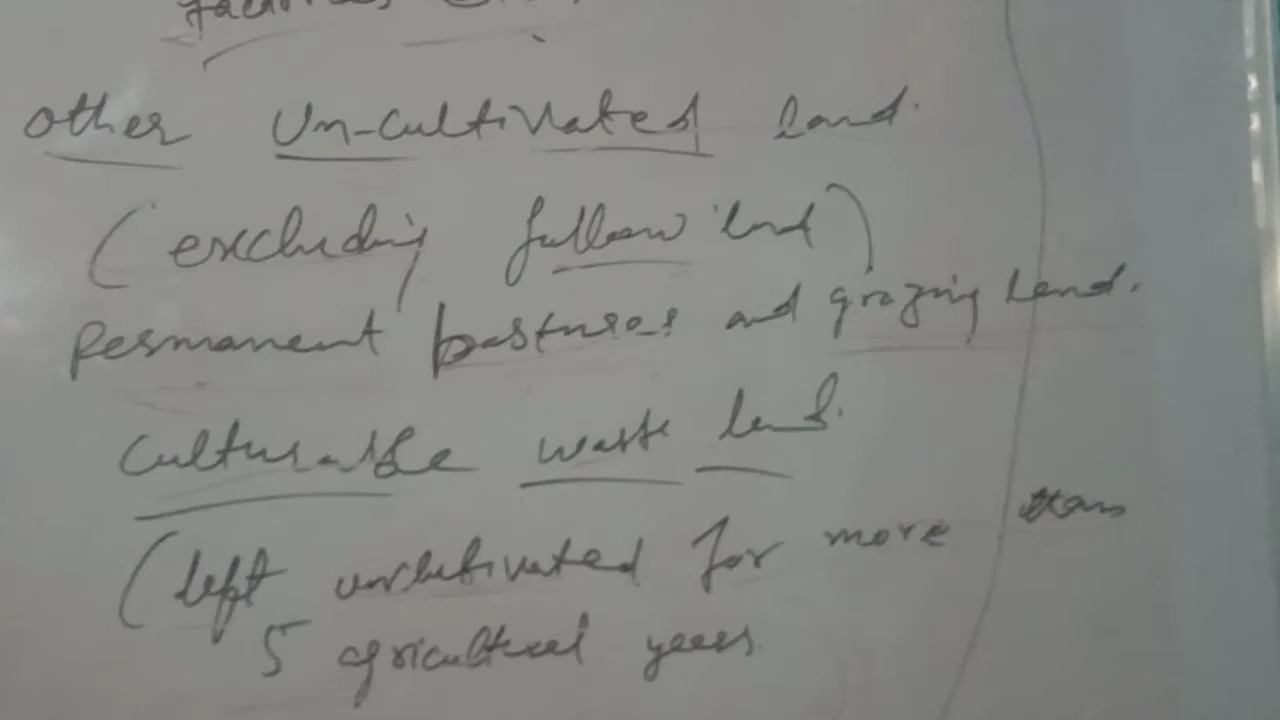 other Un-cultivated land.
(excluding fallow land)
Permanent pastures and grazing land.
Culturable waste land.
(left uncultivated for more than
5 agricultural years